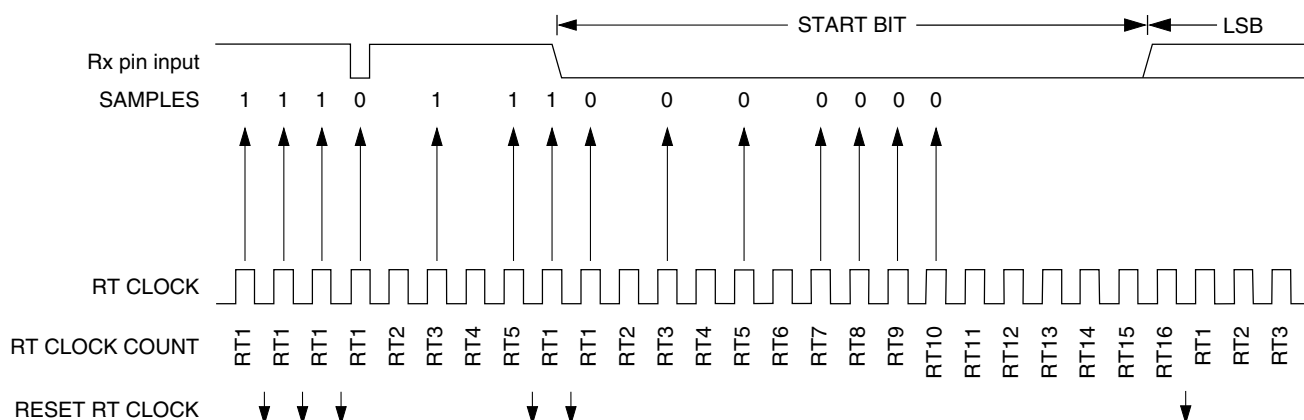 START BIT LSB
Rx pin input
SAMPLES 1 1 1 0 1 1 1 0 0 0 0 0 0 0
RT CLOCK
RT CLOCK COUNT RT1 RT1 RT1 RT1 RT2 RT3 RT4 RT5 RT1 RT1 RT2 RT3 RT4 RT5 RT6 RT7 RT8 RT9 RT10 RT11 RT12 RT13 RT14 RT15 RT16 RT1 RT2 RT3
RESET RT CLOCK